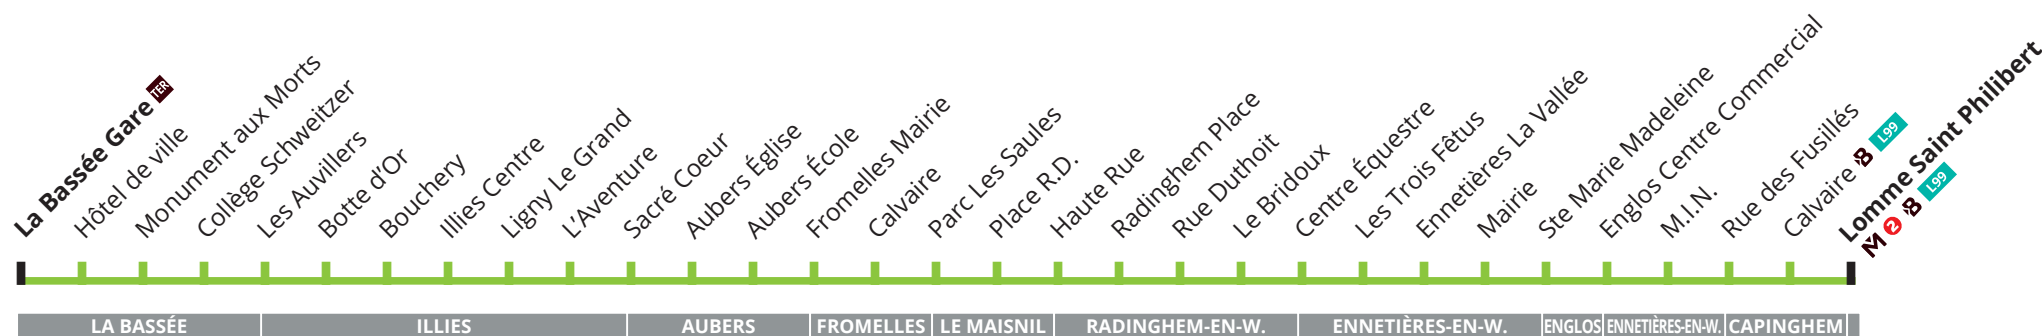 La Bassée Gare TER
Hôtel de ville
Monument aux Morts
Collège Schweitzer
Les Auvillers
Botte d'Or
Bouchery
Illies Centre
Ligny Le Grand
L'Aventure
Sacré Coeur
Aubers Église
Aubers École
Fromelles Mairie
Calvaire
Parc Les Saules
Place R.D.
Haute Rue
Radinghem Place
Rue Duthoit
Le Bridoux
Centre Équestre
Les Trois Fêtus
Ennetières La Vallée
Mairie
Ste Marie Madeleine
Englos Centre Commercial
M.I.N.
Rue des Fusillés
Calvaire B L99
Lomme Saint Philibert
M 2 B L99
LA BASSÉE ILLIES AUBERS FROMELLES LE MAISNIL RADINGHEM-EN-W. ENNETIÈRES-EN-W. ENGLOS ENNETIÈRES-EN-W. CAPINGHEM